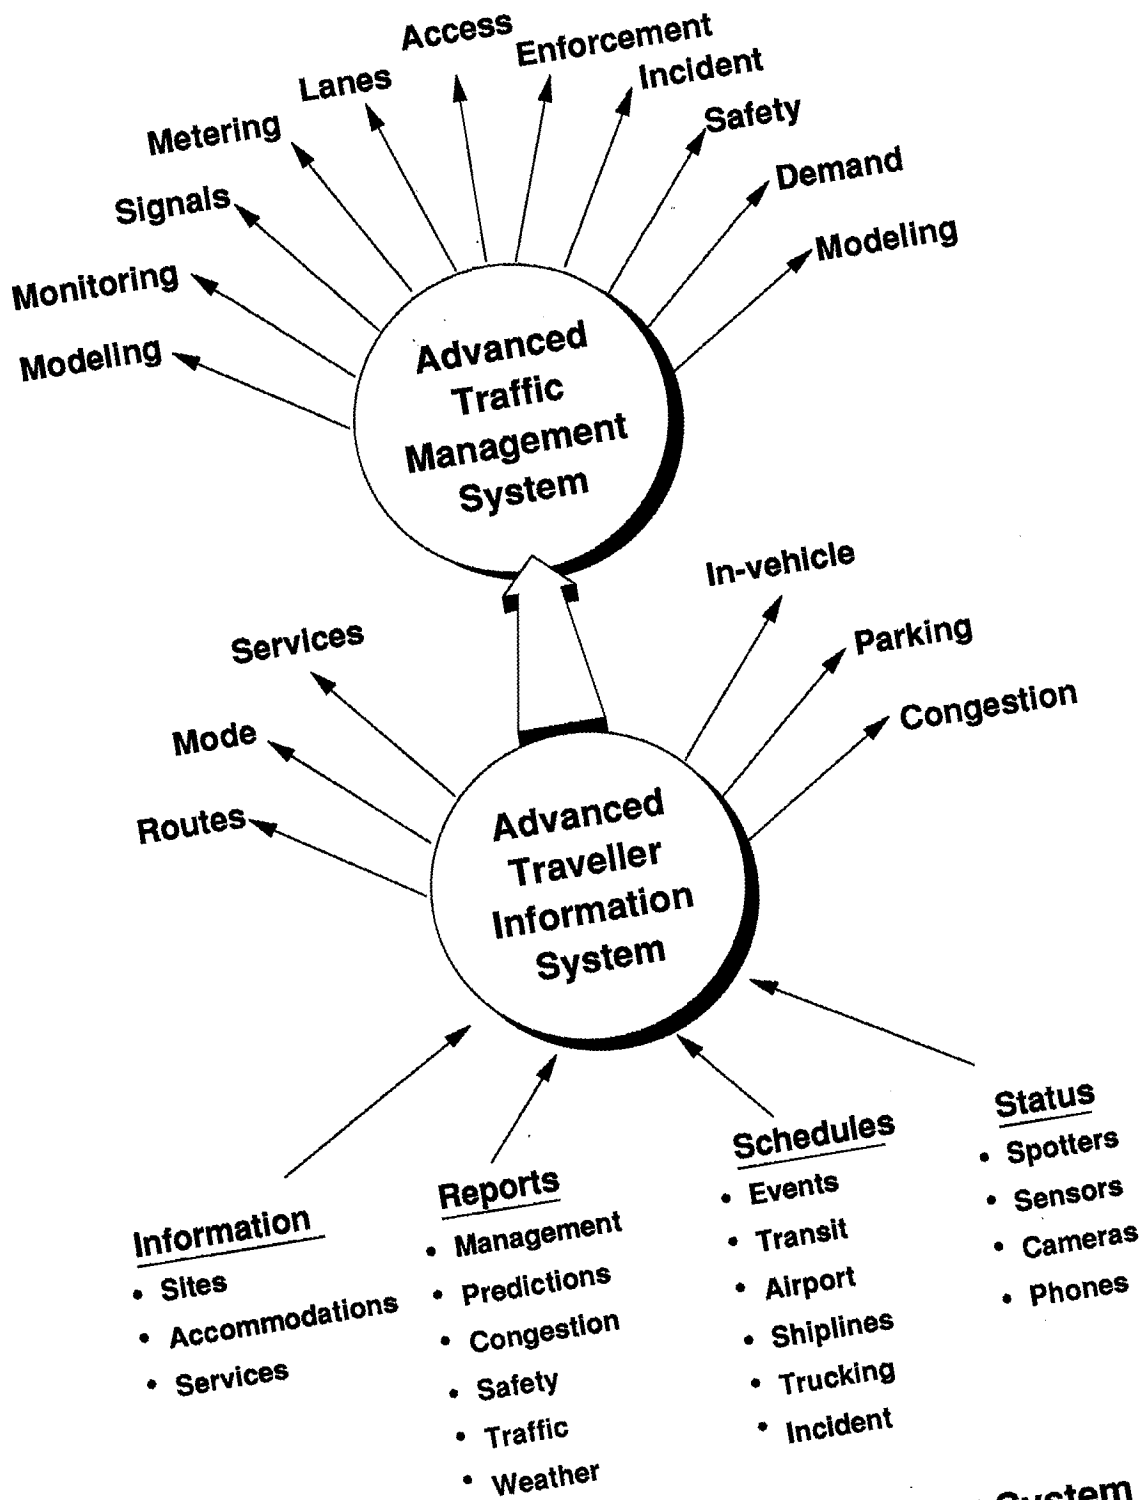 Access
Enforcement
Lanes
Incident
Metering
Safety
Signals
Demand
Monitoring
Modeling
Modeling
Advanced
Traffic
Management
System
In-vehicle
Services
Parking
Mode
Congestion
Routes
Advanced
Traveller
Information
System
Information
• Sites
• Accommodations
• Services
Reports
• Management
• Predictions
• Congestion
• Safety
• Traffic
• Weather
Schedules
• Events
• Transit
• Airport
• Shiplines
• Trucking
• Incident
Status
• Spotters
• Sensors
• Cameras
• Phones
System